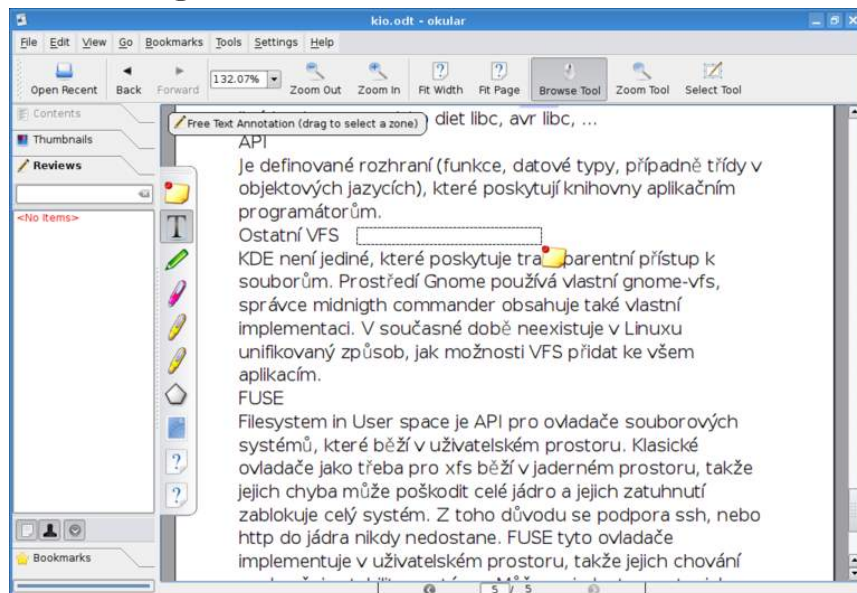 kio.odt - okular
File Edit View Go Bookmarks Tools Settings Help
Open Recent Back Forward 132.07% Zoom Out Zoom In Fit Width Fit Page Browse Tool Zoom Tool Select Tool
Contents
Thumbnails
Reviews
<No Items>
Bookmarks
Free Text Annotation (drag to select a zone)
diet libc, avr libc, ...
API
Je definované rozhraní (funkce, datové typy, případně třídy v
objektových jazycích), které poskytují knihovny aplikačním
programátorům.
Ostatní VFS
KDE není jediné, které poskytuje tra parentní přístup k
souborům. Prostředí Gnome používá vlastní gnome-vfs,
správce midnigth commander obsahuje také vlastní
implementaci. V současné době neexistuje v Linuxu
unifikovaný způsob, jak možnosti VFS přidat ke všem
aplikacím.
FUSE
Filesystem in User space je API pro ovladače souborových
systémů, které běží v uživatelském prostoru. Klasické
ovladače jako třeba pro xfs běží v jaderném prostoru, takže
jejich chyba může poškodit celé jádro a jejich zatuhnutí
zablokuje celý systém. Z toho důvodu se podpora ssh, nebo
http do jádra nikdy nedostane. FUSE tyto ovladače
implementuje v uživatelském prostoru, takže jejich chování
5 / 5